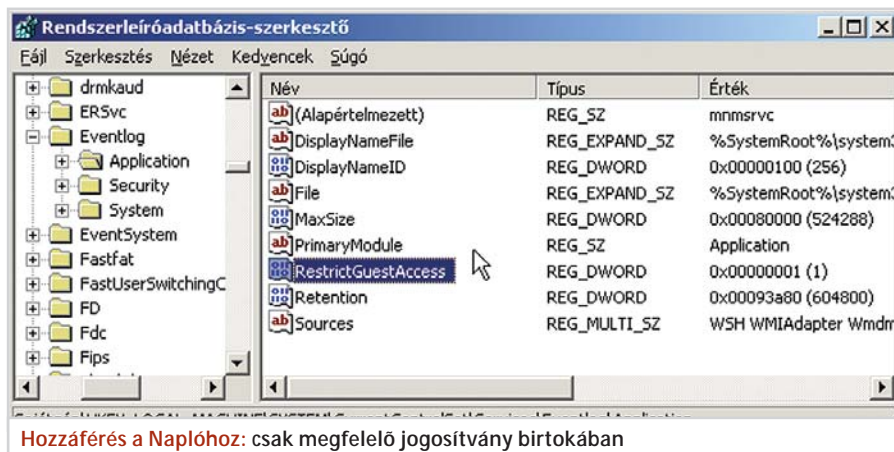 Rendszerleíróadatbázis-szerkesztő
Fájl Szerkesztés Nézet Kedvencek Súgó
drmkaud
ERSvc
Eventlog
Application
Security
System
EventSystem
Fastfat
FastUserSwitchingC
FD
Fdc
Fips
Név Típus Érték
(Alapértelmezett) REG_SZ mnmsrvc
DisplayNameFile REG_EXPAND_SZ %SystemRoot%\system3
DisplayNameID REG_DWORD 0x00000100 (256)
File REG_EXPAND_SZ %SystemRoot%\system3
MaxSize REG_DWORD 0x00080000 (524288)
PrimaryModule REG_SZ Application
RestrictGuestAccess REG_DWORD 0x00000001 (1)
Retention REG_DWORD 0x00093a80 (604800)
Sources REG_MULTI_SZ WSH WMIAdapter Wmdm
Hozzáférés a Naplóhoz: csak megfelelő jogosítvány birtokában